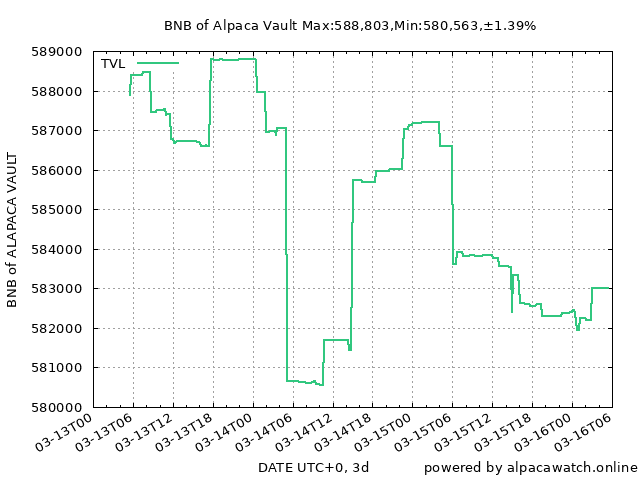 BNB of Alpaca Vault Max:588,803,Min:580,563,±1.39%
TVL
589000
588000
587000
586000
585000
584000
583000
582000
581000
580000
BNB of ALAPACA VAULT
03-13T00
03-13T06
03-13T12
03-13T18
03-14T00
03-14T06
03-14T12
03-14T18
03-15T00
03-15T06
03-15T12
03-15T18
03-16T00
03-16T06
DATE UTC+0, 3d
powered by alpacawatch.online